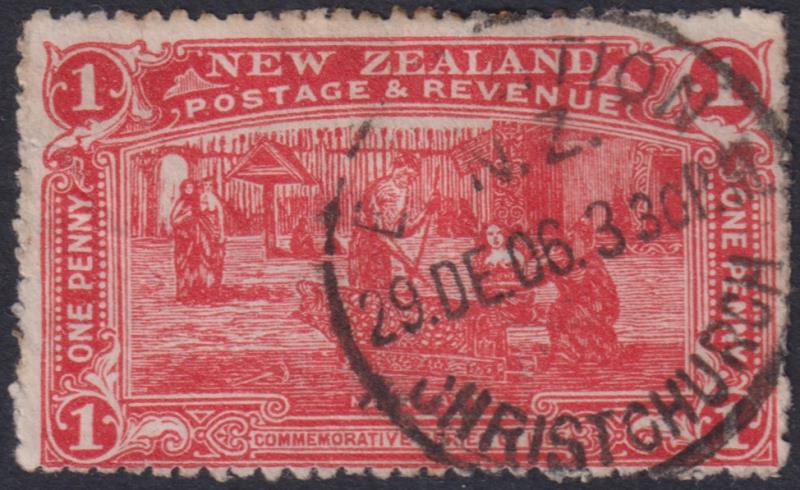 1 NEW ZEALAND 1
POSTAGE & REVENUE
ONE PENNY
ONE PENNY
N.Z.
29.DE.06.3 30P
CHRISTCHURCH
1 COMMEMORATIVE 1